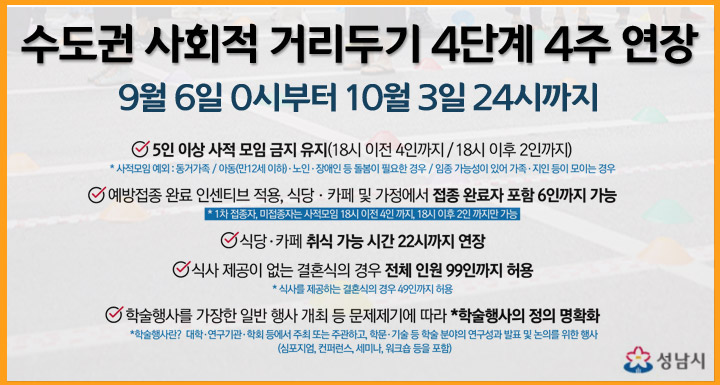 수도권 사회적 거리두기 4단계 4주 연장
9월 6일 0시부터 10월 3일 24시까지
5인 이상 사적 모임 금지 유지(18시 이전 4인까지 / 18시 이후 2인까지)
* 사적모임 예외 : 동거가족 / 아동(만12세 이하)·노인·장애인 등 돌봄이 필요한 경우 / 임종 가능성이 있어 가족·지인 등이 모이는 경우
예방접종 완료 인센티브 적용, 식당·카페 및 가정에서 접종 완료자 포함 6인까지 가능
* 1차 접종자, 미접종자는 사적모임 18시 이전 4인 까지, 18시 이후 2인 까지만 가능
식당·카페 취식 가능 시간 22시까지 연장
식사 제공이 없는 결혼식의 경우 전체 인원 99인까지 허용
* 식사를 제공하는 결혼식의 경우 49인까지 허용
학술행사를 가장한 일반 행사 개최 등 문제제기에 따라 *학술행사의 정의 명확화
*학술행사란? 대학·연구기관·학회 등에서 주최 또는 주관하고, 학문·기술 등 학술 분야의 연구성과 발표 및 논의를 위한 행사
(심포지엄, 컨퍼런스, 세미나, 워크숍 등을 포함)
성남시